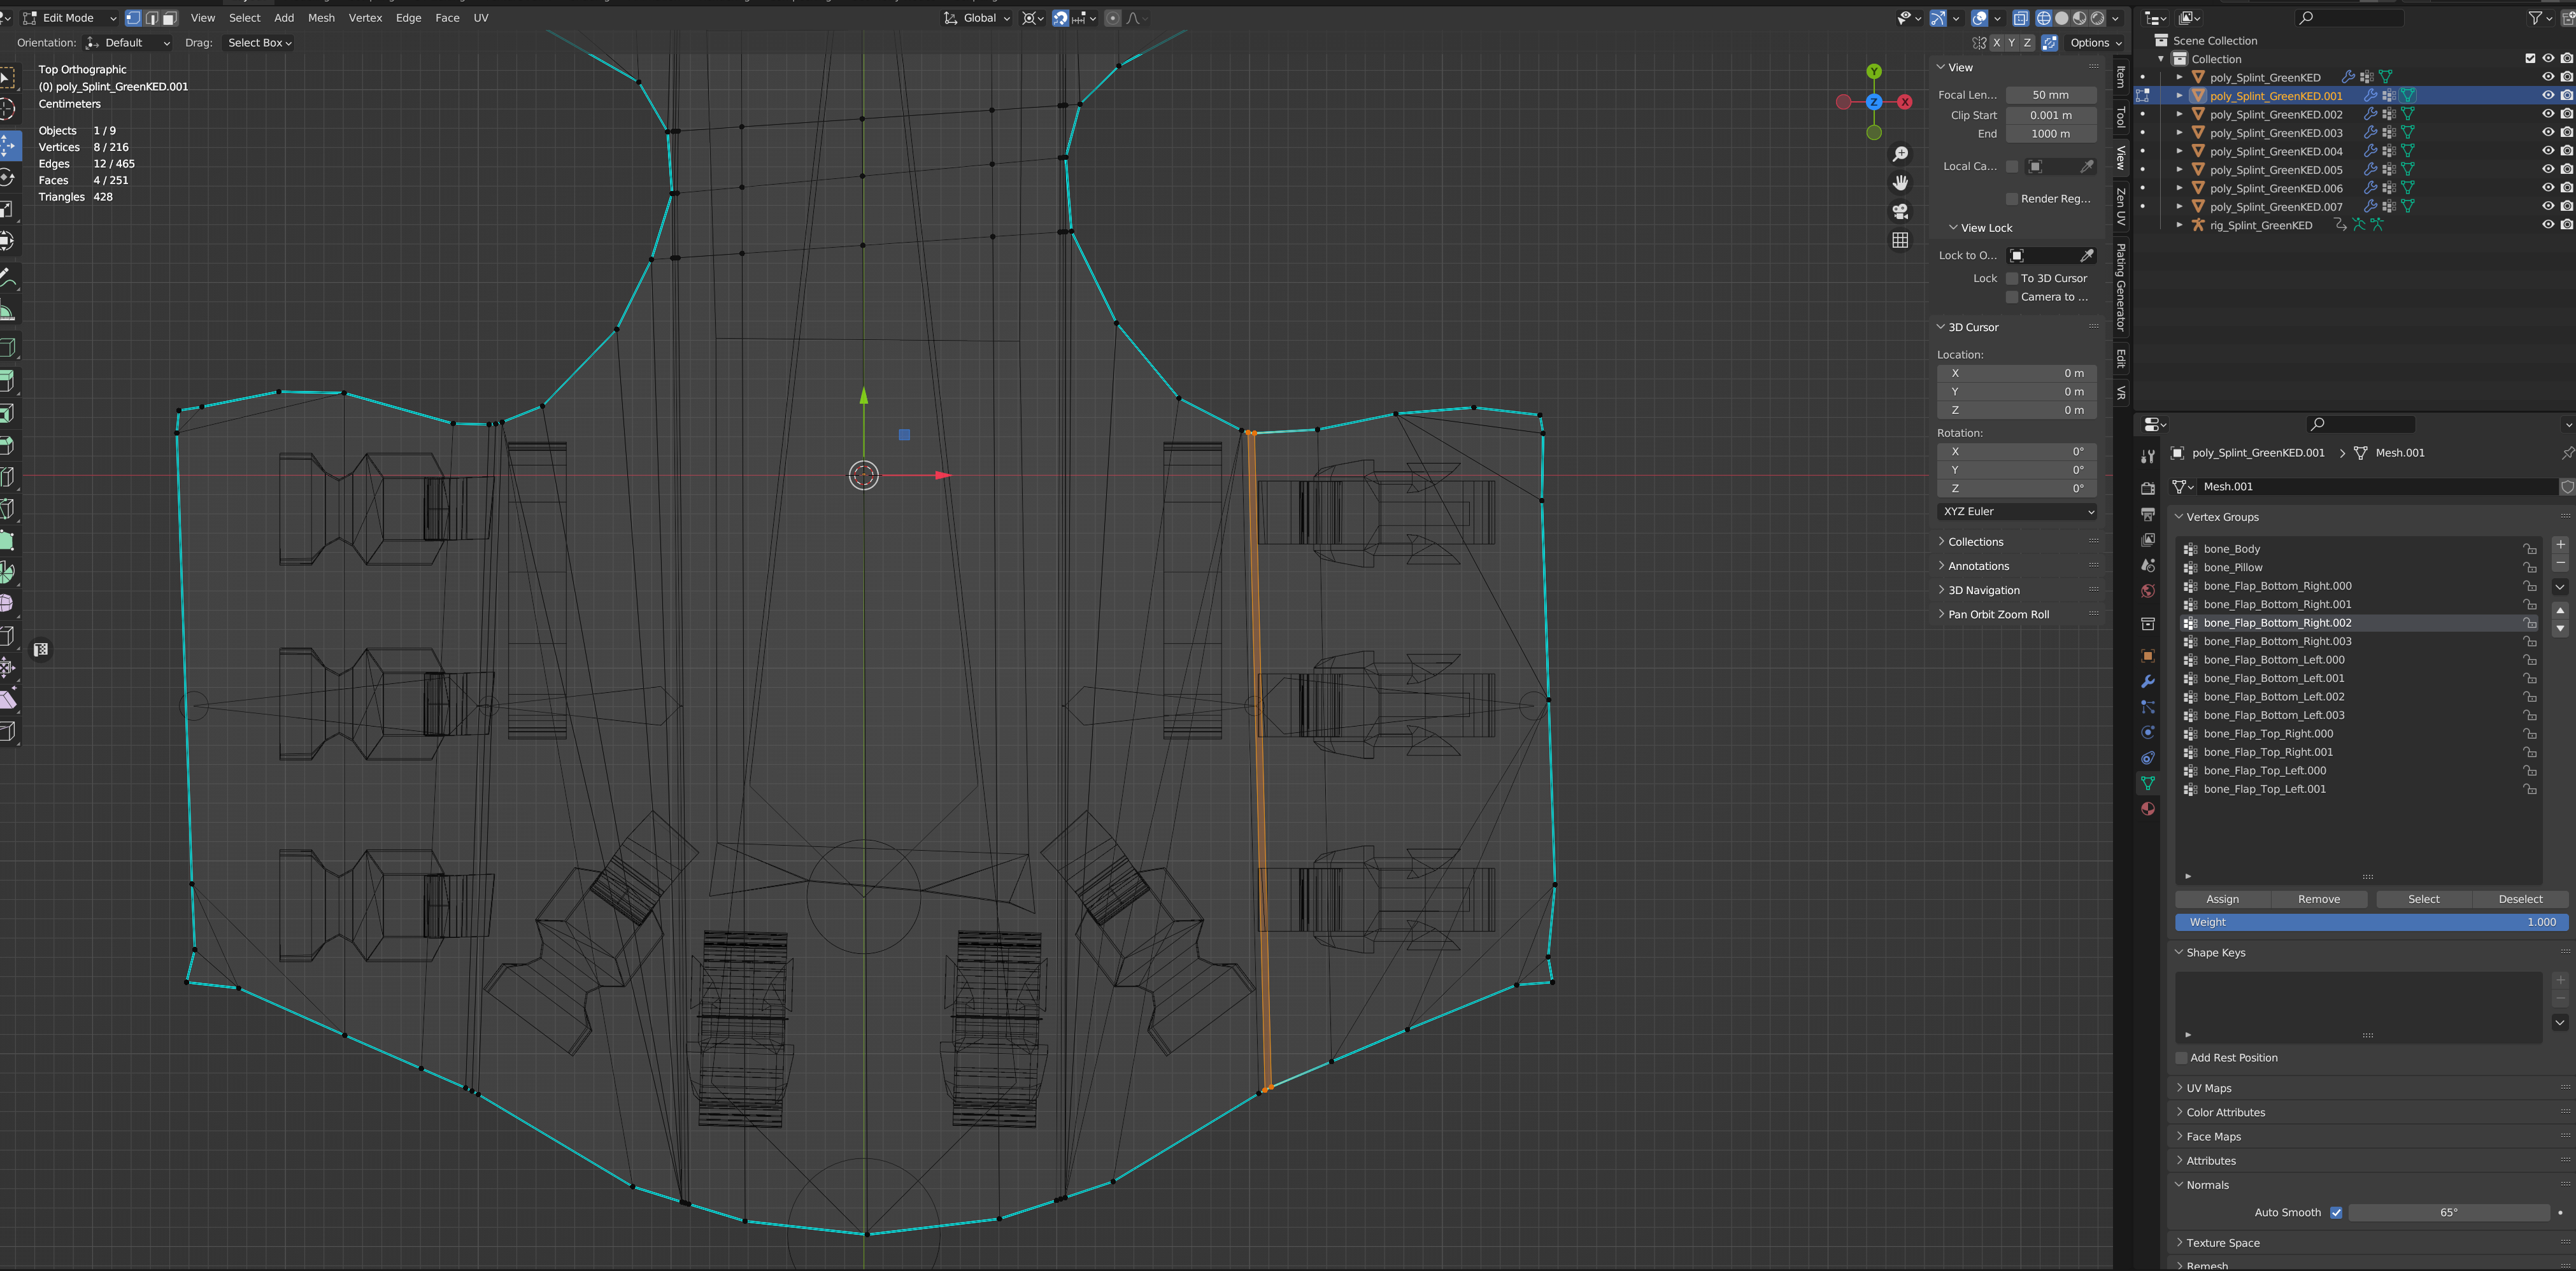 Edit Mode View Select Add Mesh Vertex Edge Face UV Global
Orientation: Default Drag: Select Box X Y Z Options
Top Orthographic
(0) poly_Splint_GreenKED.001
Centimeters
Objects 1 / 9
Vertices 8 / 216
Edges 12 / 465
Faces 4 / 251
Triangles 428
Y
Z X
View
Focal Len... 50 mm
Clip Start 0.001 m
End 1000 m
Local Ca...
Render Reg...
View Lock
Lock to O...
Lock To 3D Cursor
Camera to ...
3D Cursor
Location:
X 0 m
Y 0 m
Z 0 m
Rotation:
X 0°
Y 0°
Z 0°
XYZ Euler
Collections
Annotations
3D Navigation
Pan Orbit Zoom Roll
Item
Tool
View
Zen UV
Plating Generator
Edit
VR
Scene Collection
Collection
poly_Splint_GreenKED
poly_Splint_GreenKED.001
poly_Splint_GreenKED.002
poly_Splint_GreenKED.003
poly_Splint_GreenKED.004
poly_Splint_GreenKED.005
poly_Splint_GreenKED.006
poly_Splint_GreenKED.007
rig_Splint_GreenKED
poly_Splint_GreenKED.001 Mesh.001
Mesh.001
Vertex Groups
bone_Body
bone_Pillow
bone_Flap_Bottom_Right.000
bone_Flap_Bottom_Right.001
bone_Flap_Bottom_Right.002
bone_Flap_Bottom_Right.003
bone_Flap_Bottom_Left.000
bone_Flap_Bottom_Left.001
bone_Flap_Bottom_Left.002
bone_Flap_Bottom_Left.003
bone_Flap_Top_Right.000
bone_Flap_Top_Right.001
bone_Flap_Top_Left.000
bone_Flap_Top_Left.001
Assign Remove Select Deselect
Weight 1.000
Shape Keys
Add Rest Position
UV Maps
Color Attributes
Face Maps
Attributes
Normals
Auto Smooth 65°
Texture Space
Remesh